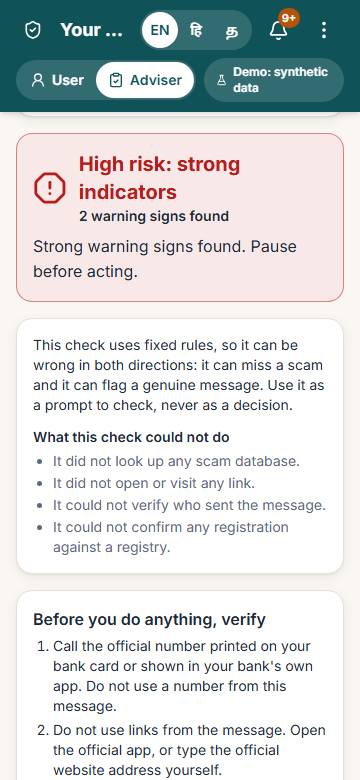 Your ...
EN
हि
த
9+
User
Adviser
Demo: synthetic
data
High risk: strong
indicators
2 warning signs found
Strong warning signs found. Pause
before acting.
This check uses fixed rules, so it can be
wrong in both directions: it can miss a scam
and it can flag a genuine message. Use it as
a prompt to check, never as a decision.
What this check could not do
• It did not look up any scam database.
• It did not open or visit any link.
• It could not verify who sent the message.
• It could not confirm any registration
against a registry.
Before you do anything, verify
1. Call the official number printed on your
bank card or shown in your bank's own
app. Do not use a number from this
message.
2. Do not use links from the message. Open
the official app, or type the official
website address yourself.